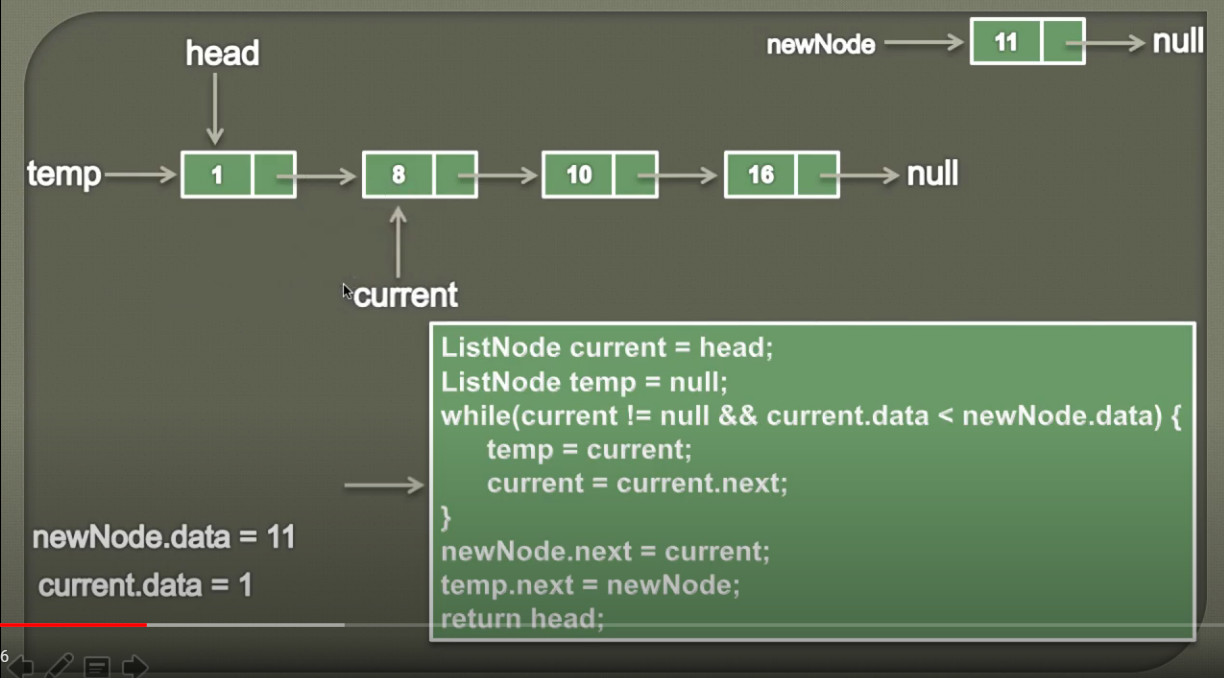 head
newNode 11 null
temp 1 8 10 16 null
current
ListNode current = head;
ListNode temp = null;
while(current != null && current.data < newNode.data) {
temp = current;
current = current.next;
}
newNode.next = current;
temp.next = newNode;
return head;
newNode.data = 11
current.data = 1
6